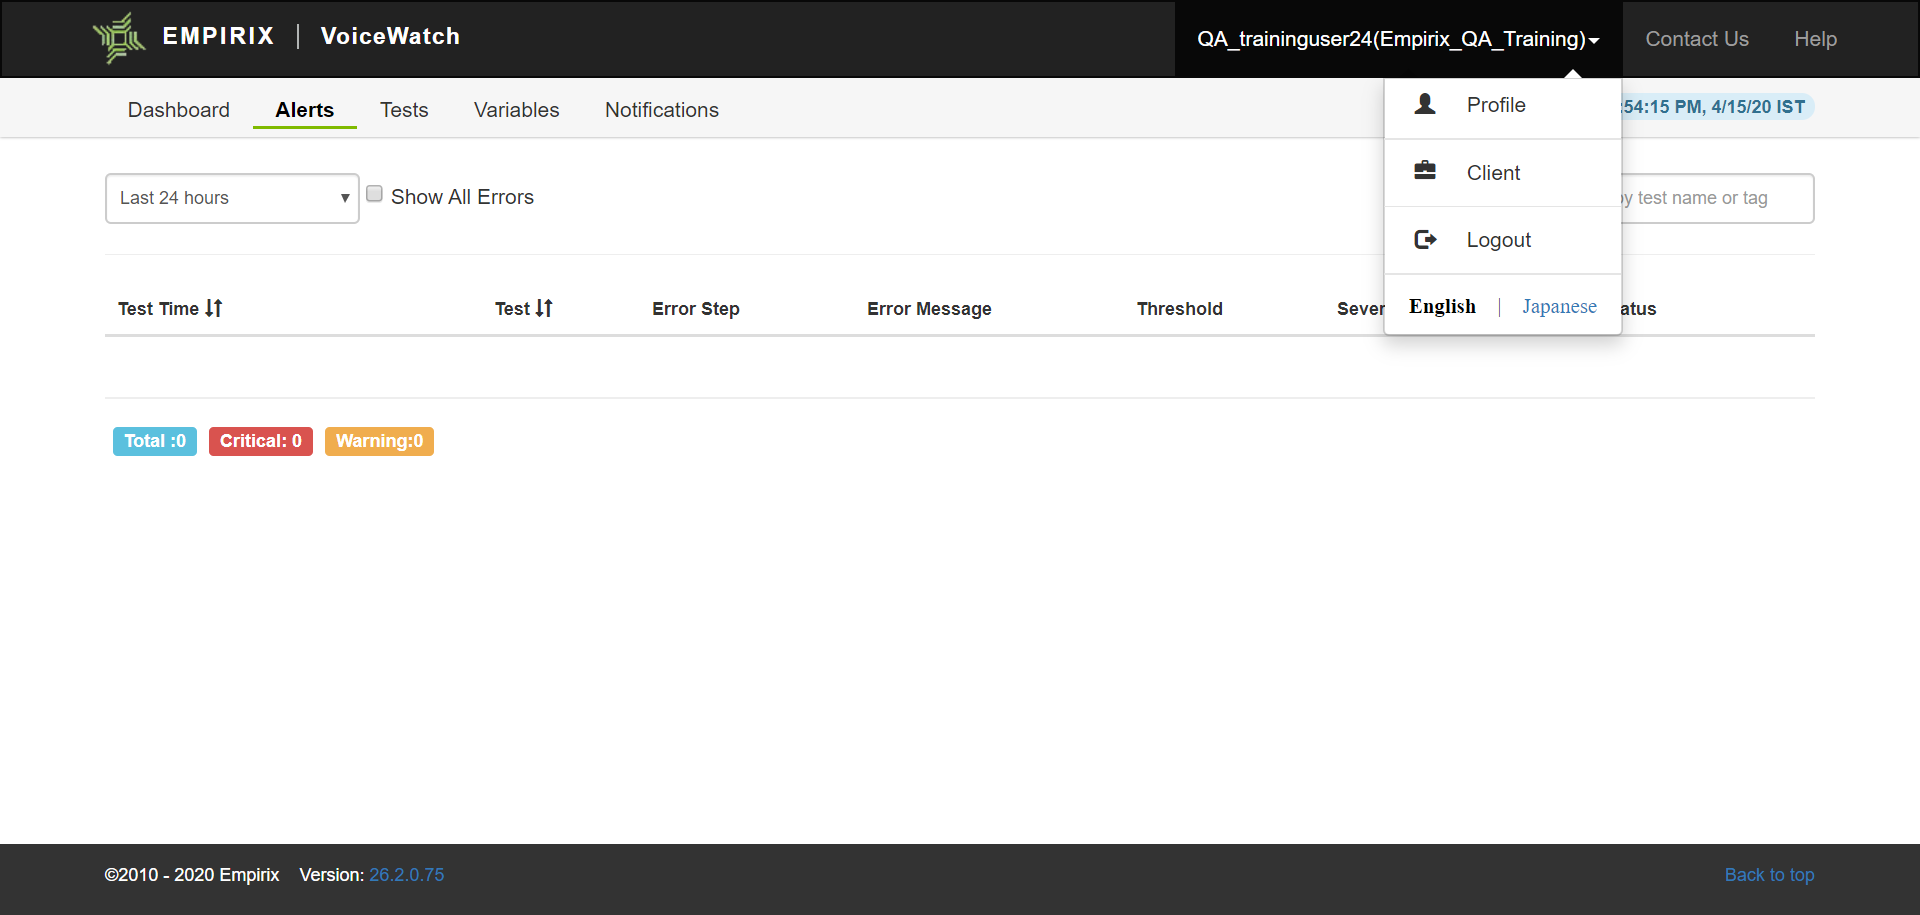 EMPIRIX | VoiceWatch
QA_traininguser24(Empirix_QA_Training)
Contact Us
Help
Dashboard
Alerts
Tests
Variables
Notifications
:54:15 PM, 4/15/20 IST
Profile
Client
Logout
English | Japanese
Last 24 hours
Show All Errors
by test name or tag
Test Time
Test
Error Step
Error Message
Threshold
Sever
atus
Total :0
Critical: 0
Warning:0
©2010 - 2020 Empirix
Version: 26.2.0.75
Back to top